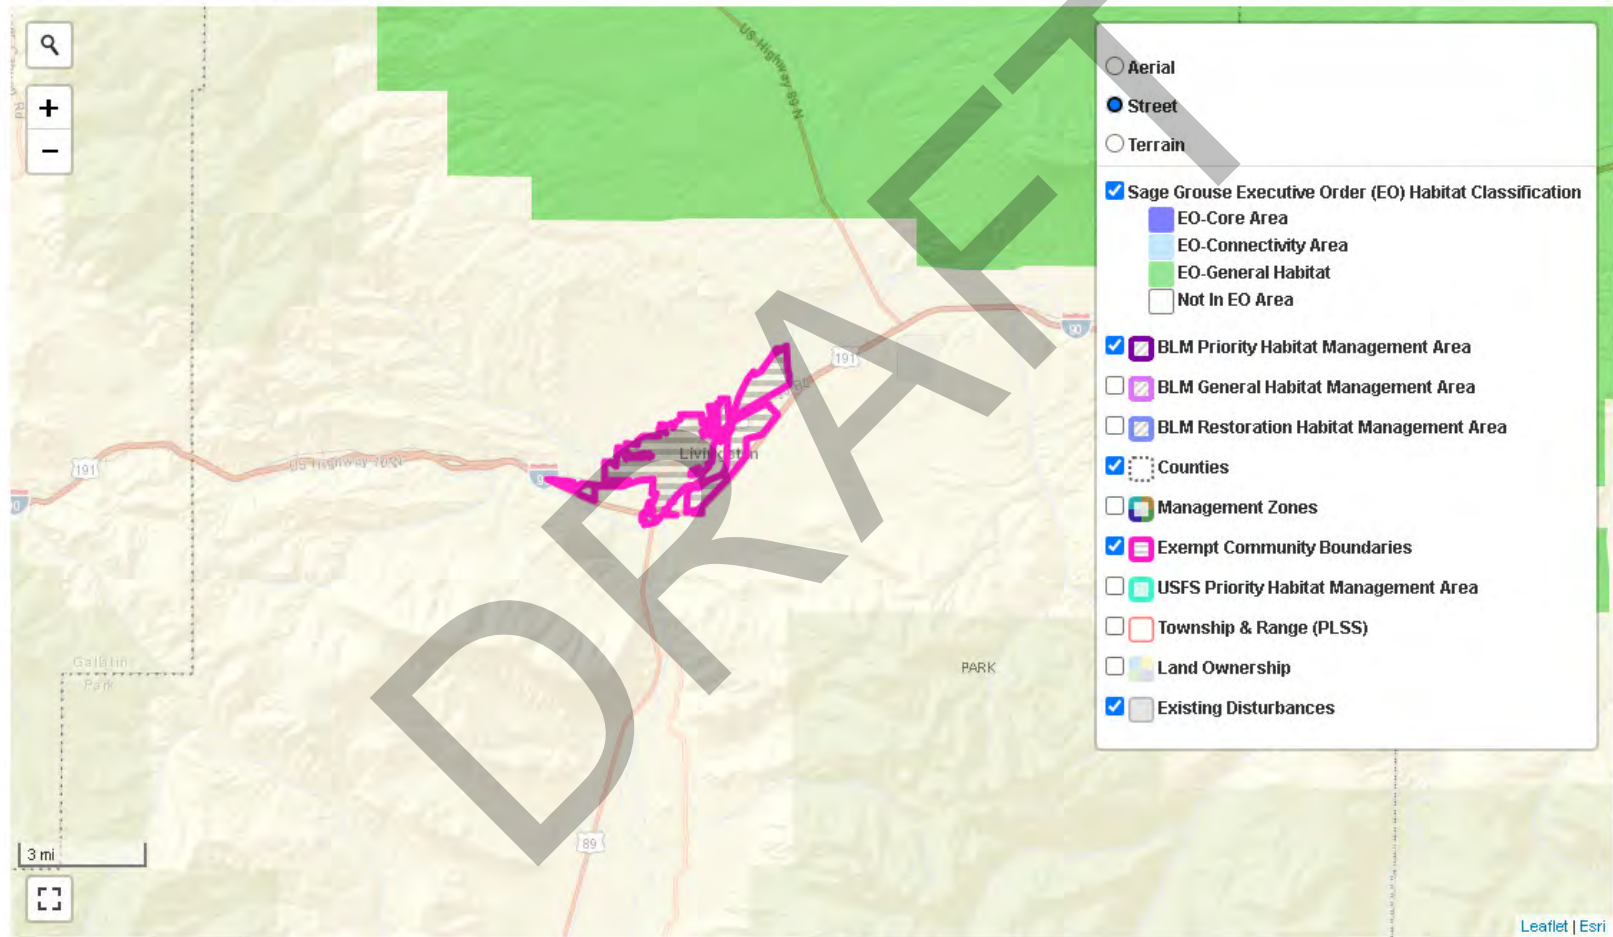 US Highway 89 N
191
90
US Highway 10 W
191
Livingston
Gallatin
Park
PARK
89
3 mi
+
−
Aerial
Street
Terrain
Sage Grouse Executive Order (EO) Habitat Classification
EO-Core Area
EO-Connectivity Area
EO-General Habitat
Not In EO Area
BLM Priority Habitat Management Area
BLM General Habitat Management Area
BLM Restoration Habitat Management Area
Counties
Management Zones
Exempt Community Boundaries
USFS Priority Habitat Management Area
Township & Range (PLSS)
Land Ownership
Existing Disturbances
DRAFT
Leaflet | Esri